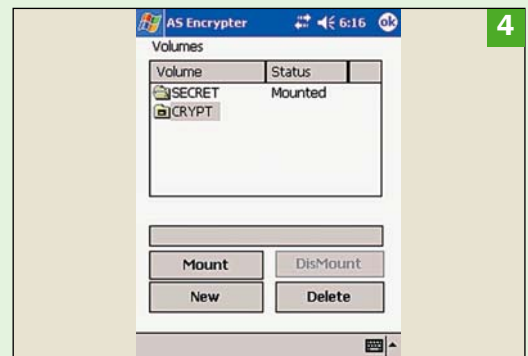 AS Encrypter 6:16 ok
4
Volumes
Volume Status
SECRET Mounted
CRYPT
Mount DisMount
New Delete